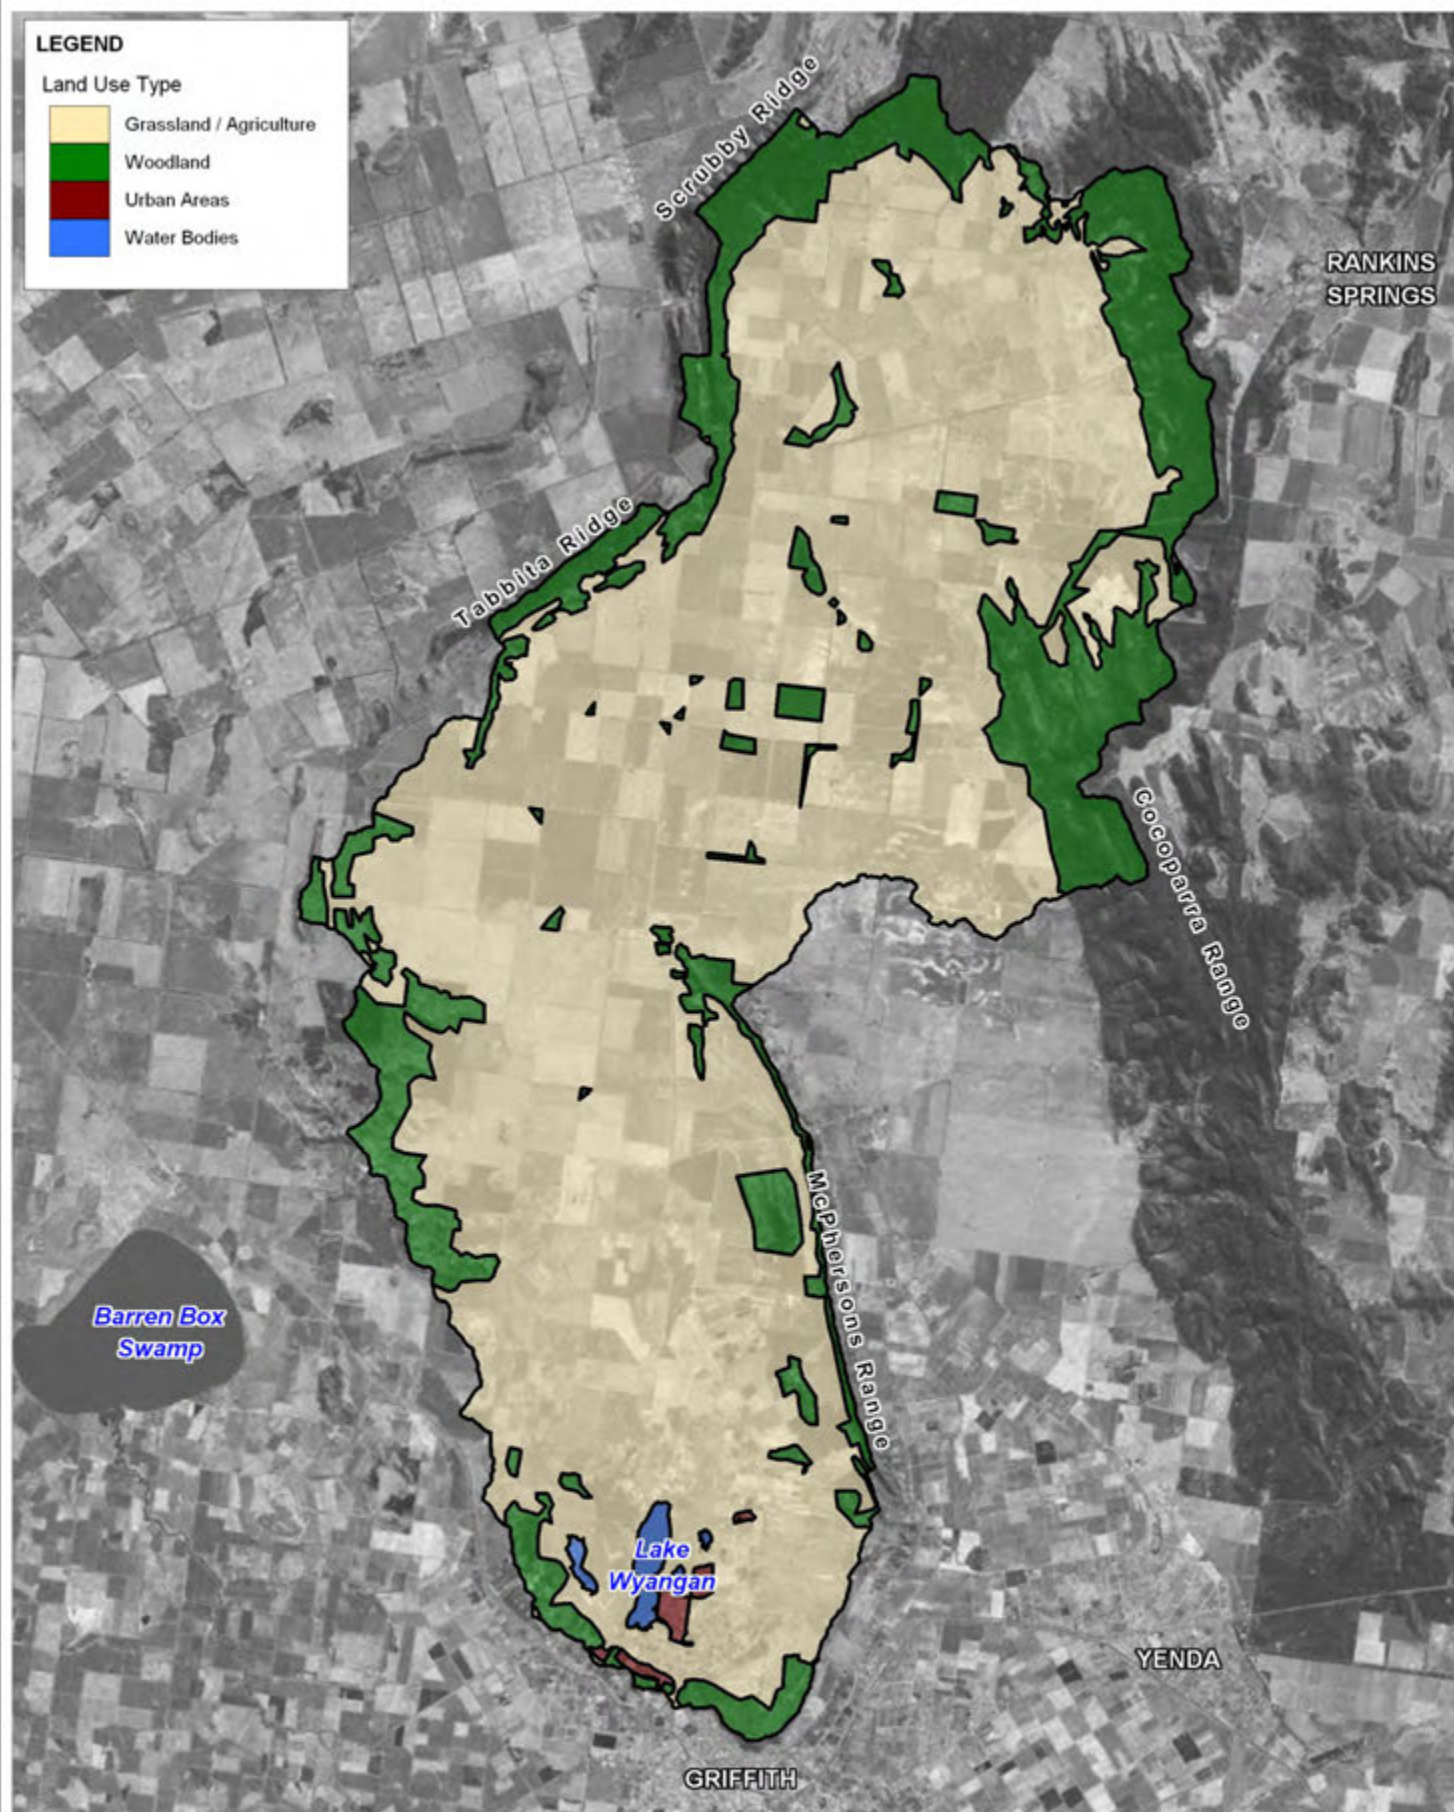 LEGEND
Land Use Type
Grassland / Agriculture
Woodland
Urban Areas
Water Bodies
Scrubby Ridge
RANKINS
SPRINGS
Tabbita Ridge
Cocoparra Range
McPhersons Range
Barren Box
Swamp
Lake
Wyangan
YENDA
GRIFFITH